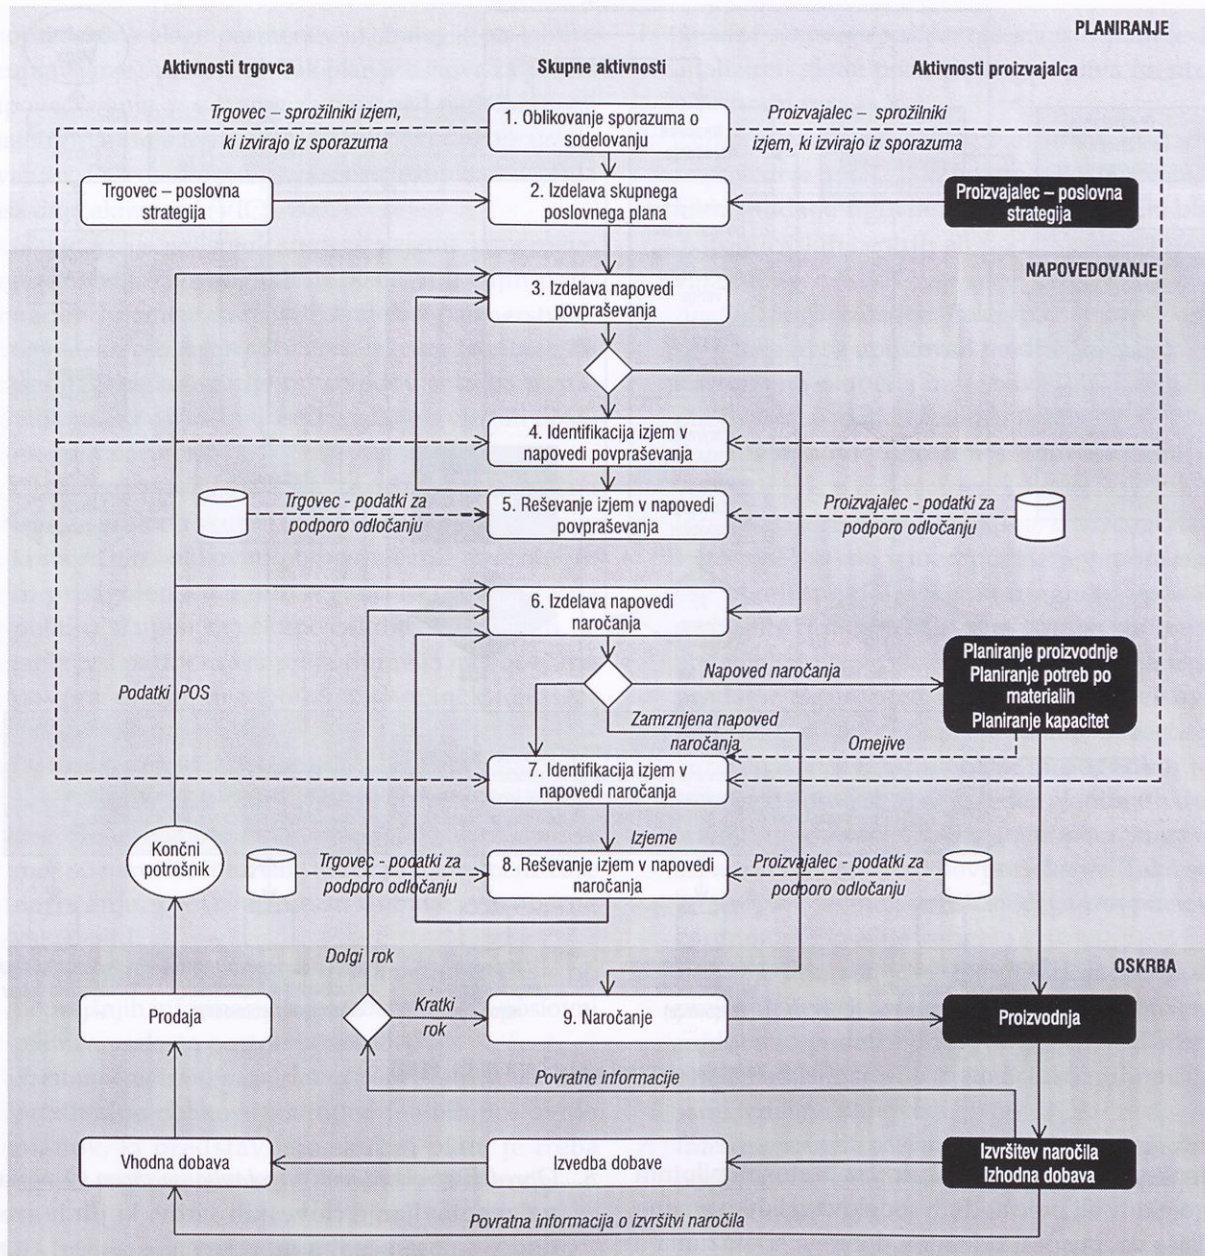 PLANIRANJE
Aktivnosti trgovca
Skupne aktivnosti
Aktivnosti proizvajalca
Trgovec – sprožilniki izjem,
ki izvirajo iz sporazuma
1. Oblikovanje sporazuma o
sodelovanju
Proizvajalec – sprožilniki
izjem, ki izvirajo iz sporazuma
Trgovec – poslovna
strategija
2. Izdelava skupnega
poslovnega plana
Proizvajalec – poslovna
strategija
NAPOVEDOVANJE
3. Izdelava napovedi
povpraševanja
4. Identifikacija izjem v
napovedi povpraševanja
Trgovec - podatki za
podporo odločanju
5. Reševanje izjem v napovedi
povpraševanja
Proizvajalec - podatki za
podporo odločanju
6. Izdelava napovedi
naročanja
Podatki POS
Napoved naročanja
Planiranje proizvodnje
Planiranje potreb po
materialih
Planiranje kapacitet
Zamrznjena napoved
naročanja
Omejive
7. Identifikacija izjem v
napovedi naročanja
Izjeme
Končni
potrošnik
Trgovec - podatki za
podporo odločanju
8. Reševanje izjem v napovedi
naročanja
Proizvajalec - podatki za
podporo odločanju
Dolgi rok
OSKRBA
Prodaja
Kratki
rok
9. Naročanje
Proizvodnja
Povratne informacije
Vhodna dobava
Izvedba dobave
Izvršitev naročila
Izhodna dobava
Povratna informacija o izvršitvi naročila